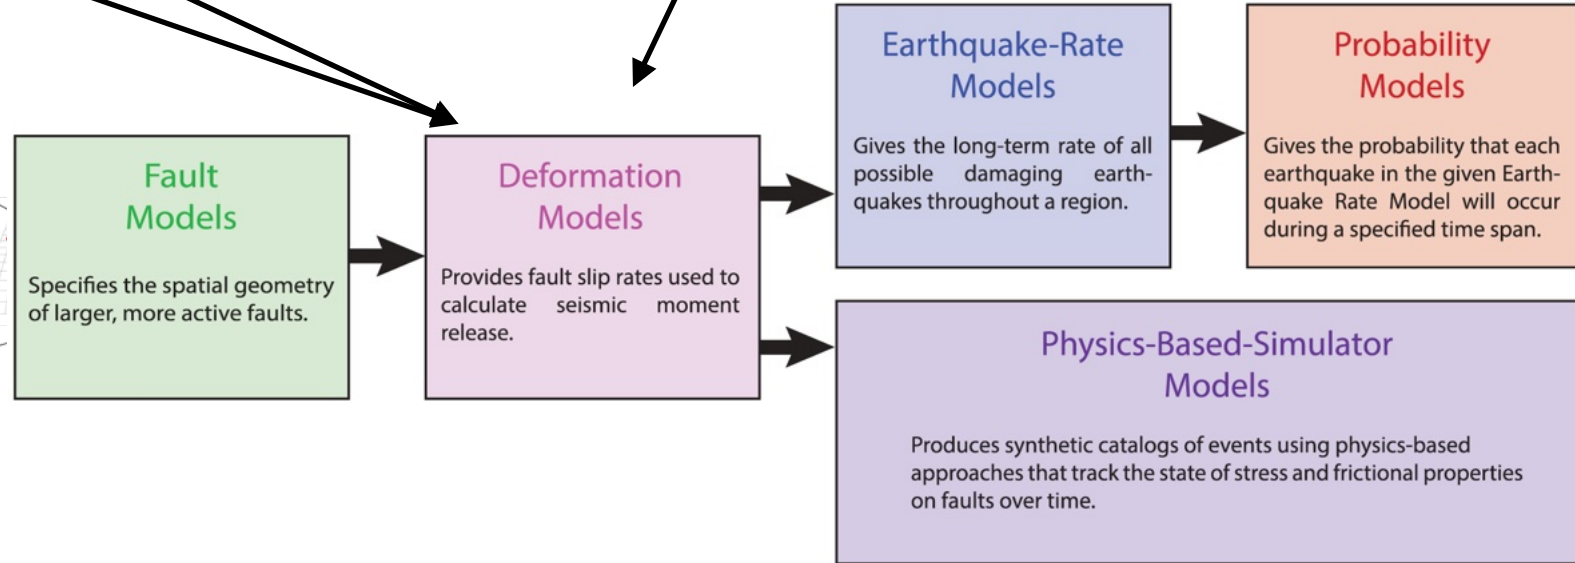 Fault
Models
Specifies the spatial geometry
of larger, more active faults.
Deformation
Models
Provides fault slip rates used to
calculate seismic moment
release.
Earthquake-Rate
Models
Gives the long-term rate of all
possible damaging earth-
quakes throughout a region.
Probability
Models
Gives the probability that each
earthquake in the given Earth-
quake Rate Model will occur
during a specified time span.
Physics-Based-Simulator
Models
Produces synthetic catalogs of events using physics-based
approaches that track the state of stress and frictional properties
on faults over time.